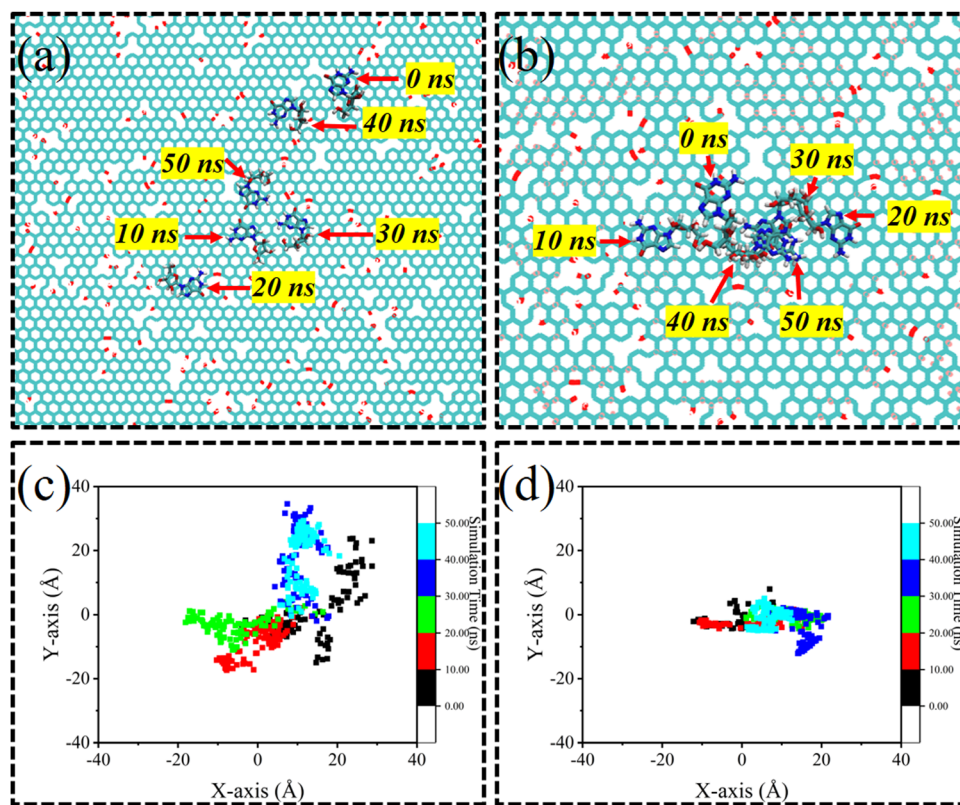 (a)
0 ns
40 ns
50 ns
10 ns
30 ns
20 ns
(b)
0 ns
30 ns
20 ns
10 ns
40 ns
50 ns
(c)
40
20
0
-20
-40
Y-axis (Å)
-40
-20
0
20
40
X-axis (Å)
50.00
40.00
30.00
20.00
10.00
0.00
Simulation Time (ns)
(d)
40
20
0
-20
-40
Y-axis (Å)
-40
-20
0
20
40
X-axis (Å)
50.00
40.00
30.00
20.00
10.00
0.00
Simulation Time (ns)